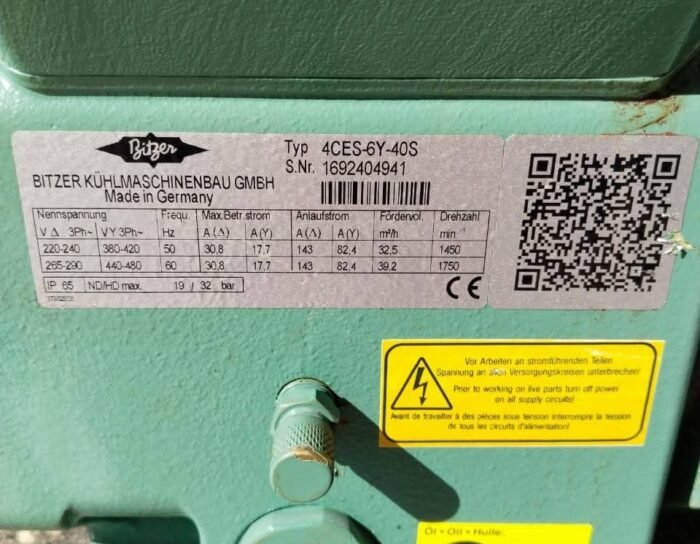 Bitzer
Typ 4CES-6Y-40S
S.Nr. 1692404941
BITZER KÜHLMASCHINENBAU GMBH
Made in Germany
Nennspannung Frequ. Max.Betr.strom Anlaufstrom Fördervol. Drehzahl
V Δ 3Ph~ V Y 3Ph~ Hz A (Δ) A (Y) A (Δ) A (Y) m³/h min⁻¹
220-240 380-420 50 30,8 17,7 143 82,4 32,5 1450
265-290 440-480 60 30,8 17,7 143 82,4 39,2 1750
IP 65 ND/HD max. 19 / 32 bar
CE
Vor Arbeiten an stromführenden Teilen
Spannung an allen Versorgungskreisen unterbrechen!
Prior to working on live parts turn off power
on all supply circuits!
Avant de travailler à des pièces sous tension interrompre la tension
de tous les circuits d'alimentation!
Öl • Oil • Huile: